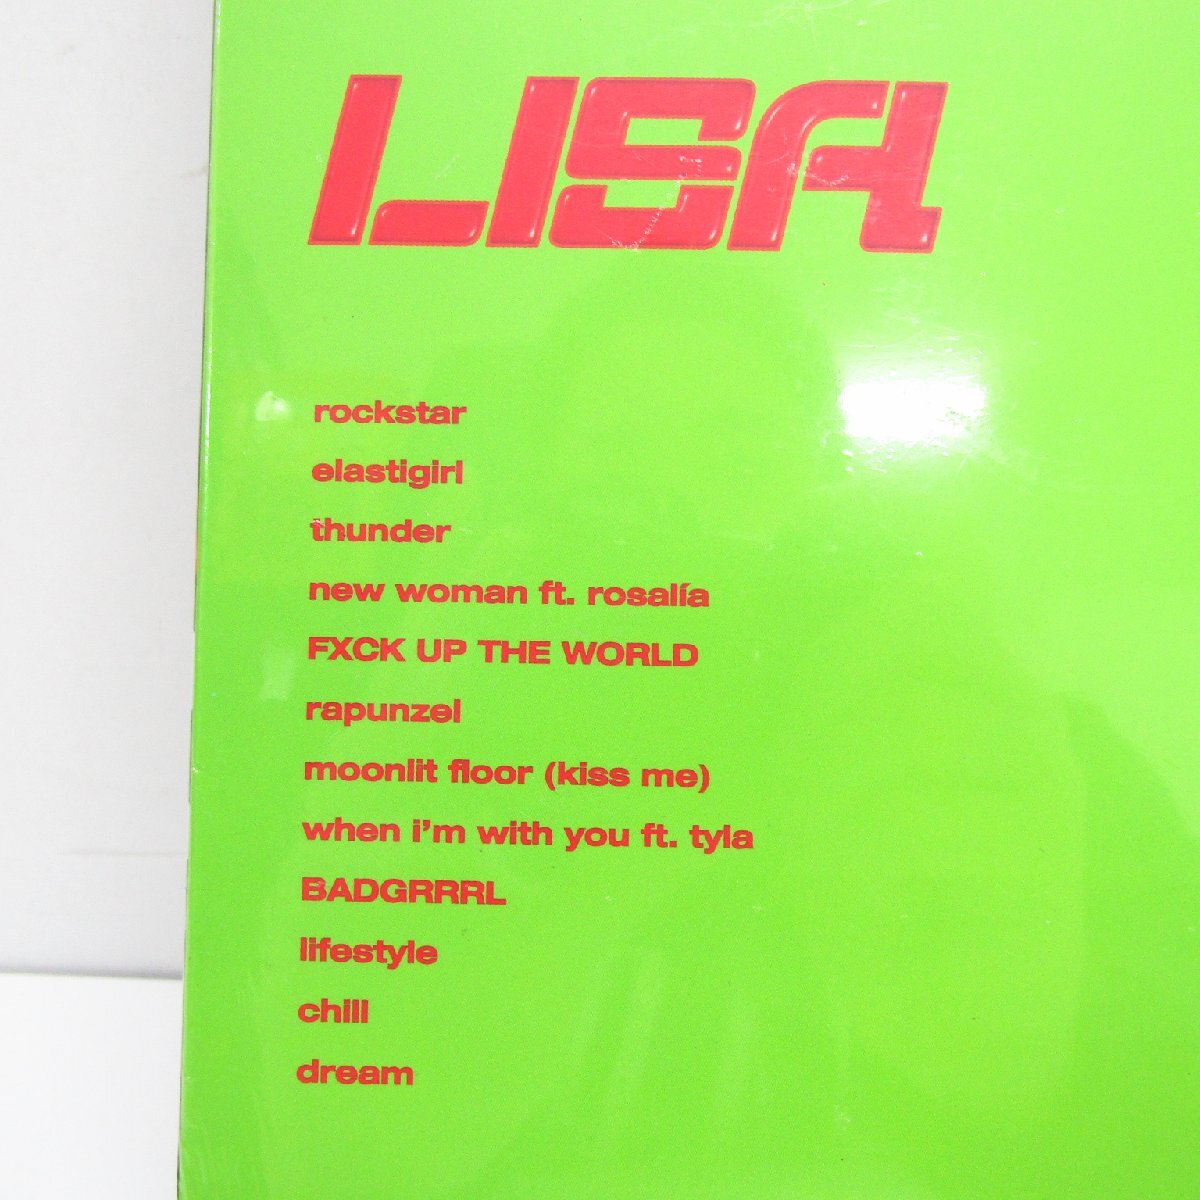 LISA
rockstar
elastigirl
thunder
new woman ft. rosalía
FXCK UP THE WORLD
rapunzel
moonlit floor (kiss me)
when i'm with you ft. tyla
BADGRRRL
lifestyle
chill
dream